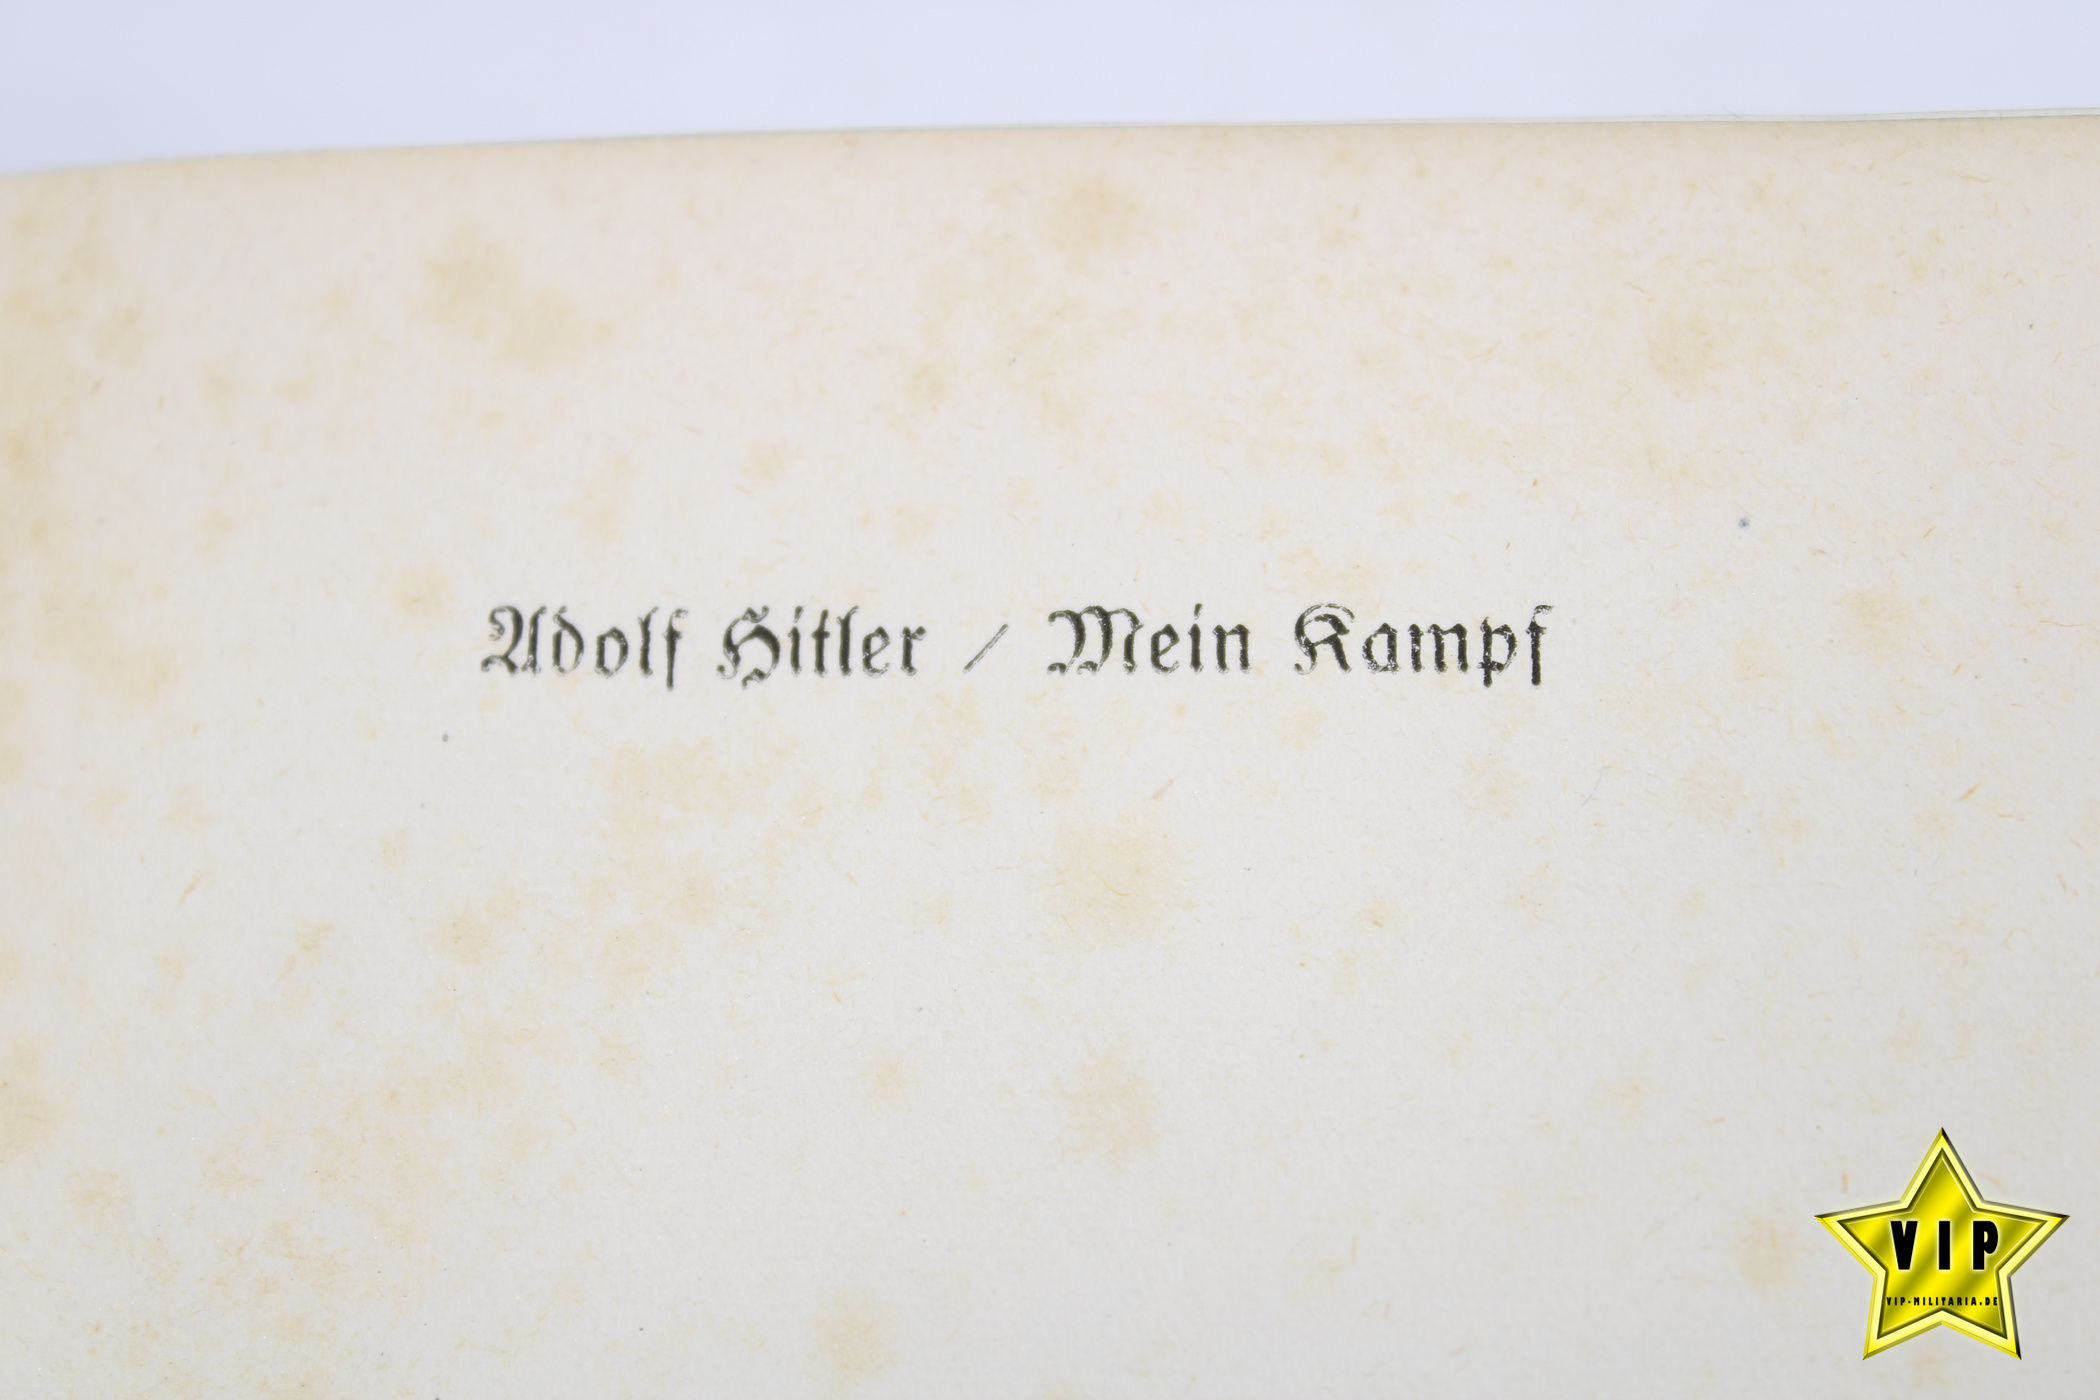 Adolf Hitler / Mein Kampf
VIP
VIP-MILITARIA.DE